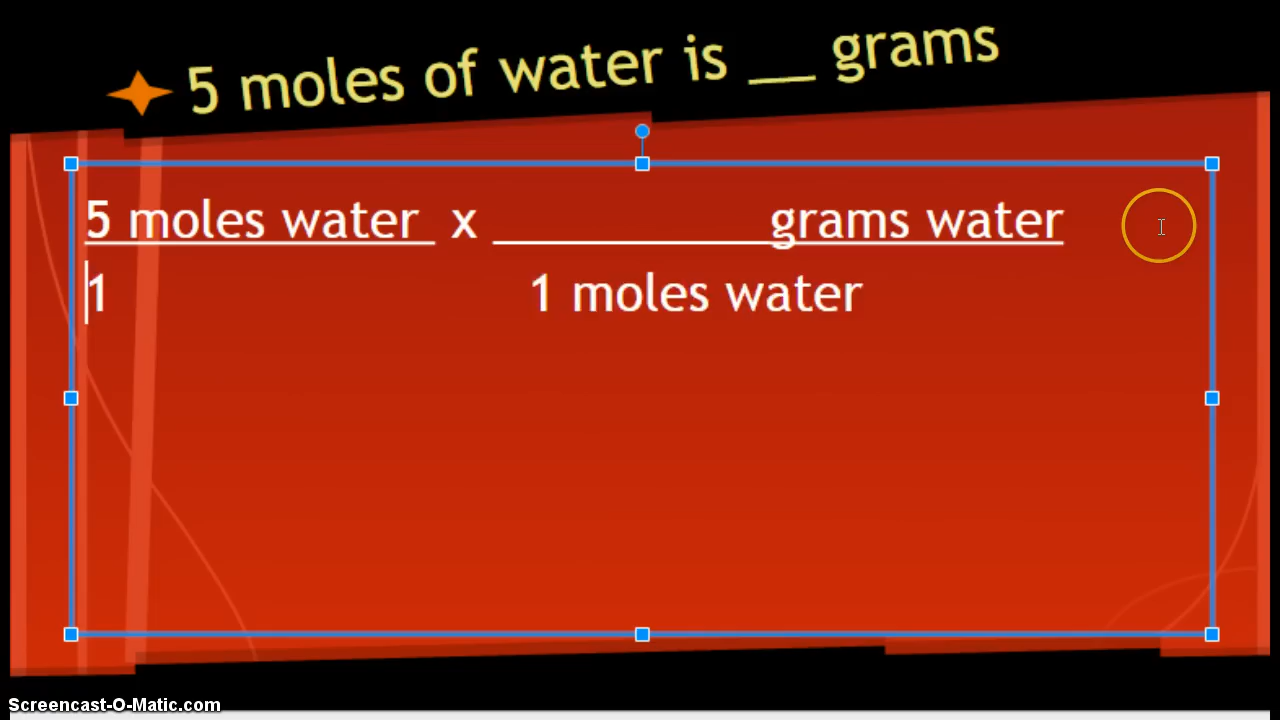 5 moles of water is __ grams
5 moles water x __________ grams water
1 1 moles water
Screencast-O-Matic.com